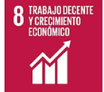 8 TRABAJO DECENTE
Y CRECIMIENTO
ECONÓMICO